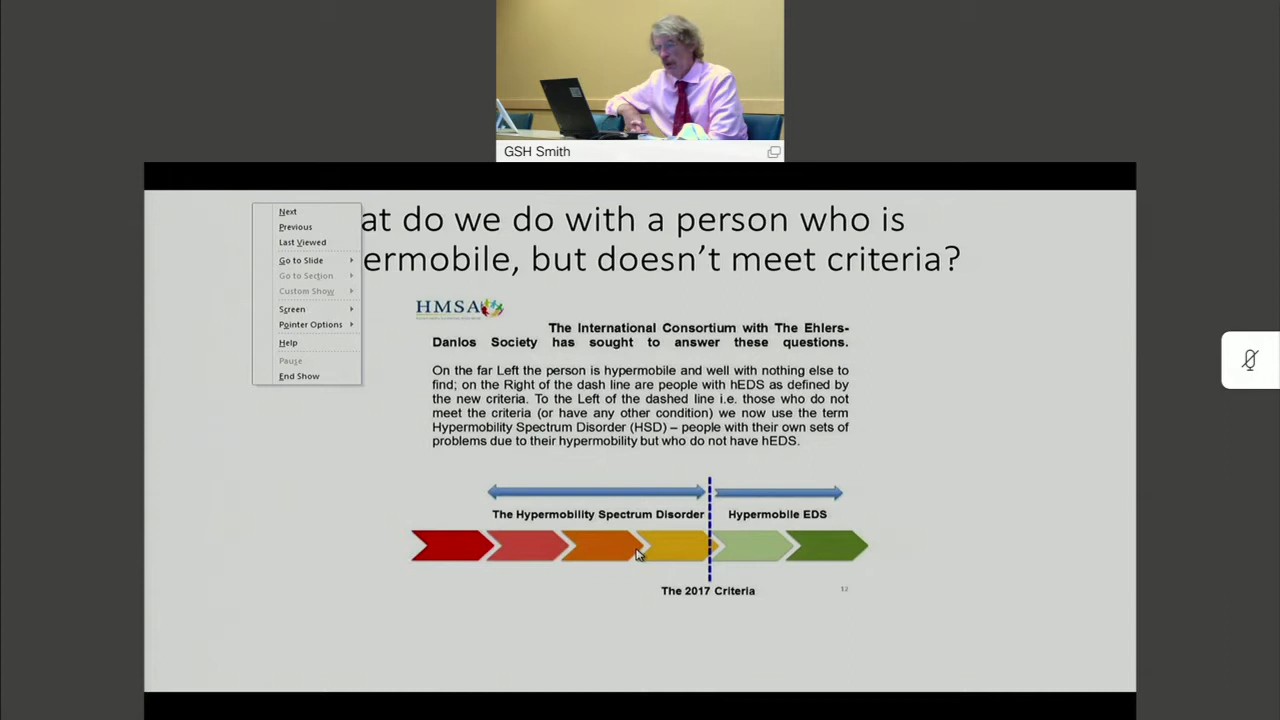 GSH Smith
at do we do with a person who is
ermobile, but doesn't meet criteria?
Next
Previous
Last Viewed
Go to Slide
Go to Section
Custom Show
Screen
Pointer Options
Help
Pause
End Show
HMSA
The International Consortium with The Ehlers-
Danlos Society has sought to answer these questions.
On the far Left the person is hypermobile and well with nothing else to
find; on the Right of the dash line are people with hEDS as defined by
the new criteria. To the Left of the dashed line i.e. those who do not
meet the criteria (or have any other condition) we now use the term
Hypermobility Spectrum Disorder (HSD) – people with their own sets of
problems due to their hypermobility but who do not have hEDS.
The Hypermobility Spectrum Disorder
Hypermobile EDS
The 2017 Criteria
12